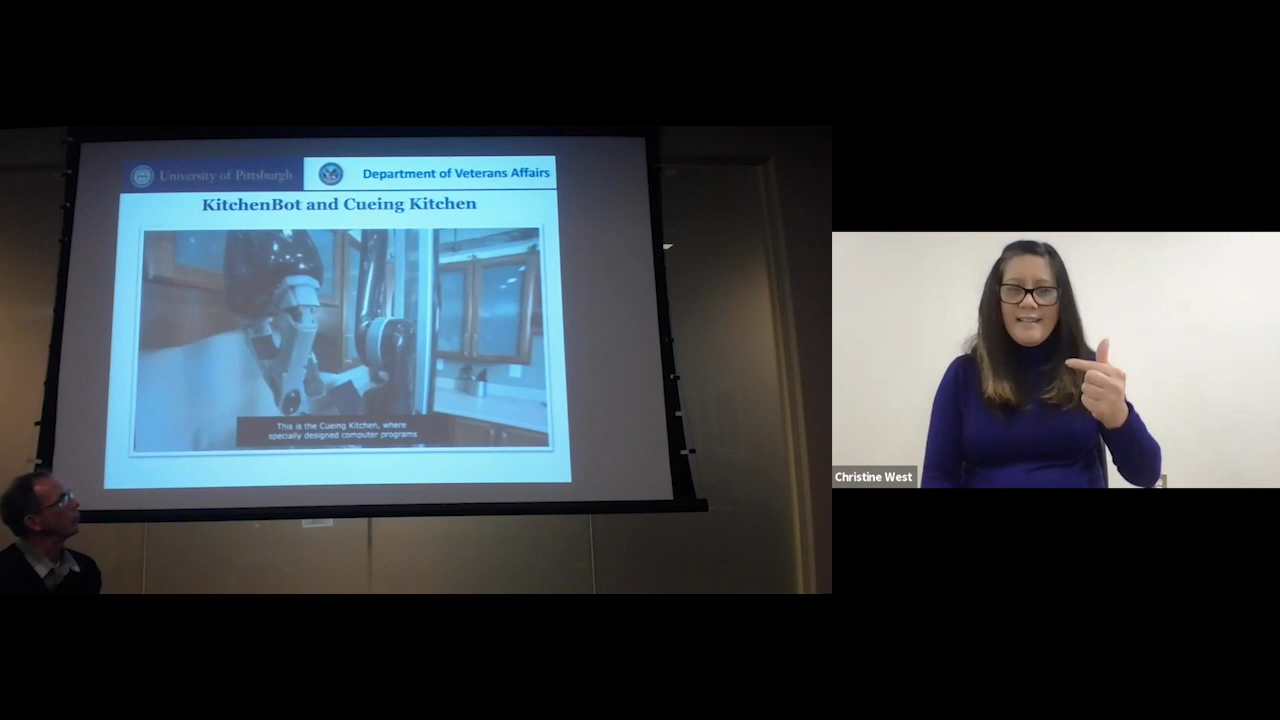 University of Pittsburgh
Department of Veterans Affairs
KitchenBot and Cueing Kitchen
This is the Cueing Kitchen, where
specially designed computer programs
Christine West